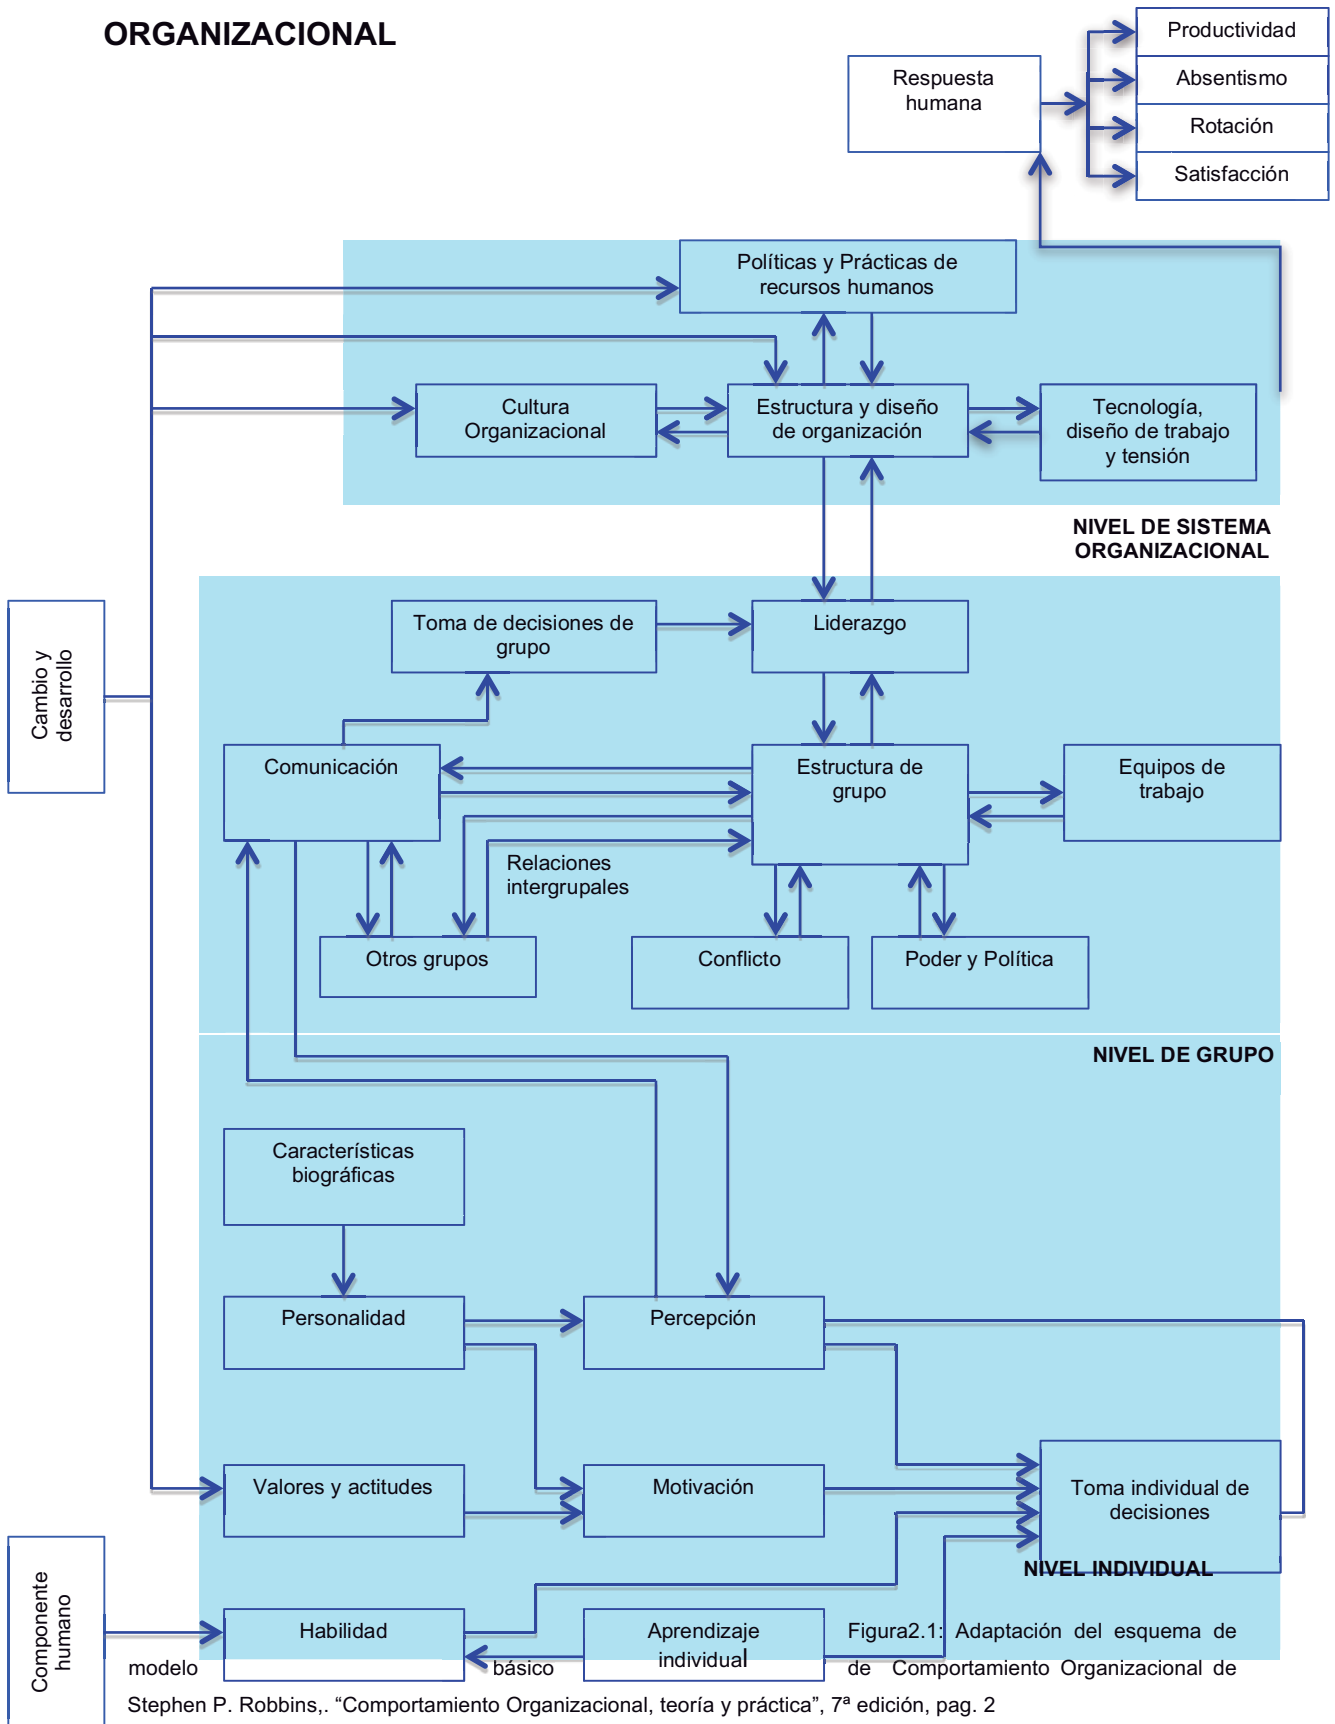 ORGANIZACIONAL
Respuesta
humana
Productividad
Absentismo
Rotación
Satisfacción
Políticas y Prácticas de
recursos humanos
Cultura
Organizacional
Estructura y diseño
de organización
Tecnología,
diseño de trabajo
y tensión
NIVEL DE SISTEMA
ORGANIZACIONAL
Cambio y
desarrollo
Toma de decisiones de
grupo
Liderazgo
Comunicación
Estructura de
grupo
Equipos de
trabajo
Relaciones
intergrupales
Otros grupos
Conflicto
Poder y Política
NIVEL DE GRUPO
Características
biográficas
Personalidad
Percepción
Valores y actitudes
Motivación
Toma individual de
decisiones
NIVEL INDIVIDUAL
Componente
humano
Habilidad
Aprendizaje
individual
Figura2.1: Adaptación del esquema de
modelo básico de Comportamiento Organizacional de
Stephen P. Robbins,. “Comportamiento Organizacional, teoría y práctica”, 7ª edición, pag. 2